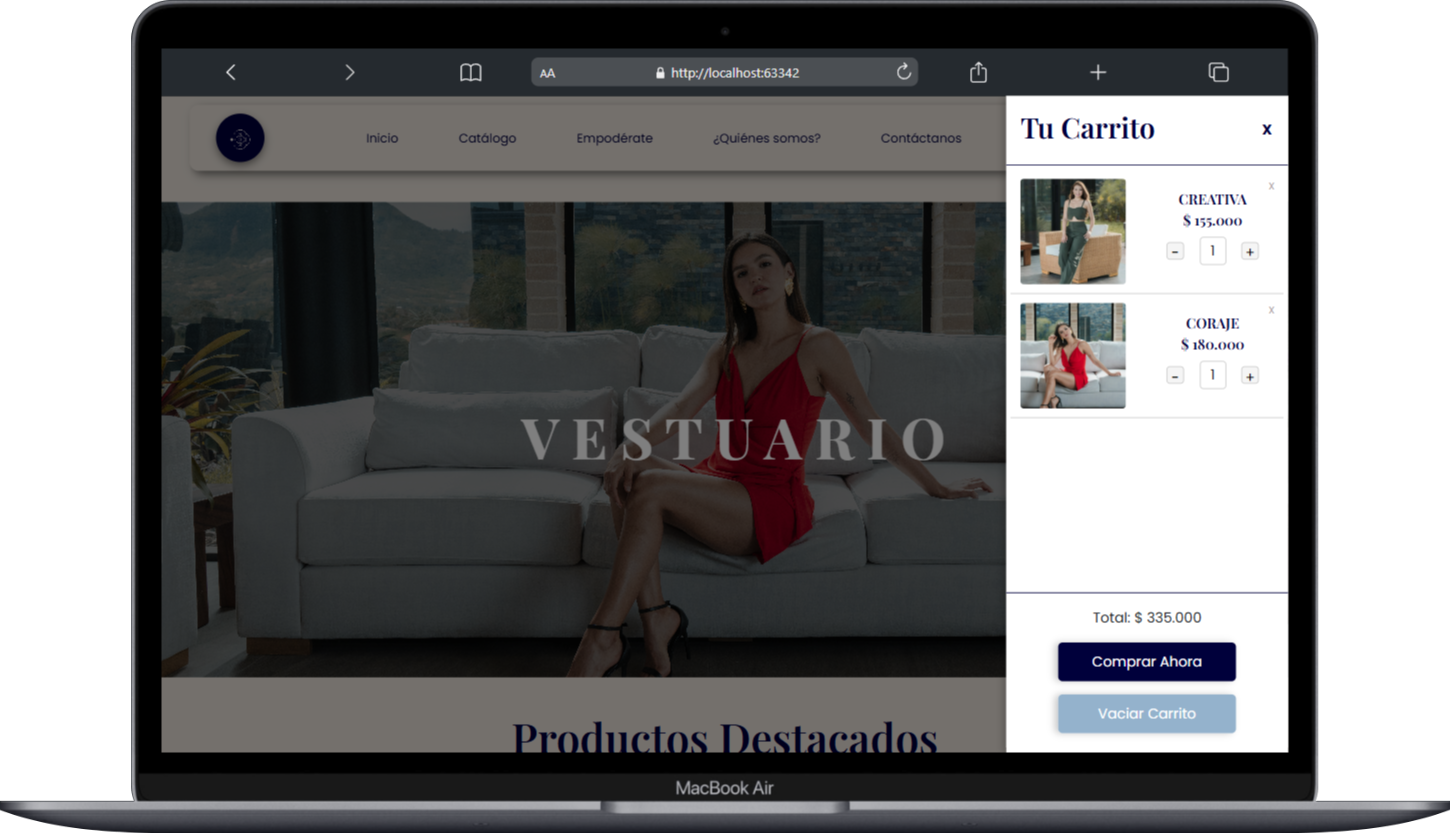 AA
http://localhost:63342
Inicio Catálogo Empodérate ¿Quiénes somos? Contáctanos
Tu Carrito
x
x
CREATIVA
$ 155.000
- 1 +
x
CORAJE
$ 180.000
- 1 +
VESTUARIO
Total: $ 335.000
Comprar Ahora
Vaciar Carrito
Productos Destacados
MacBook Air